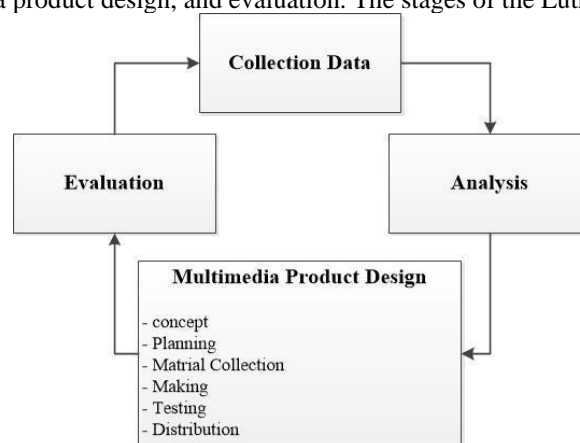 a product design, and evaluation. The stages of the Lut
Collection Data
Evaluation
Analysis
Multimedia Product Design
- concept
- Planning
- Matrial Collection
- Making
- Testing
- Distribution